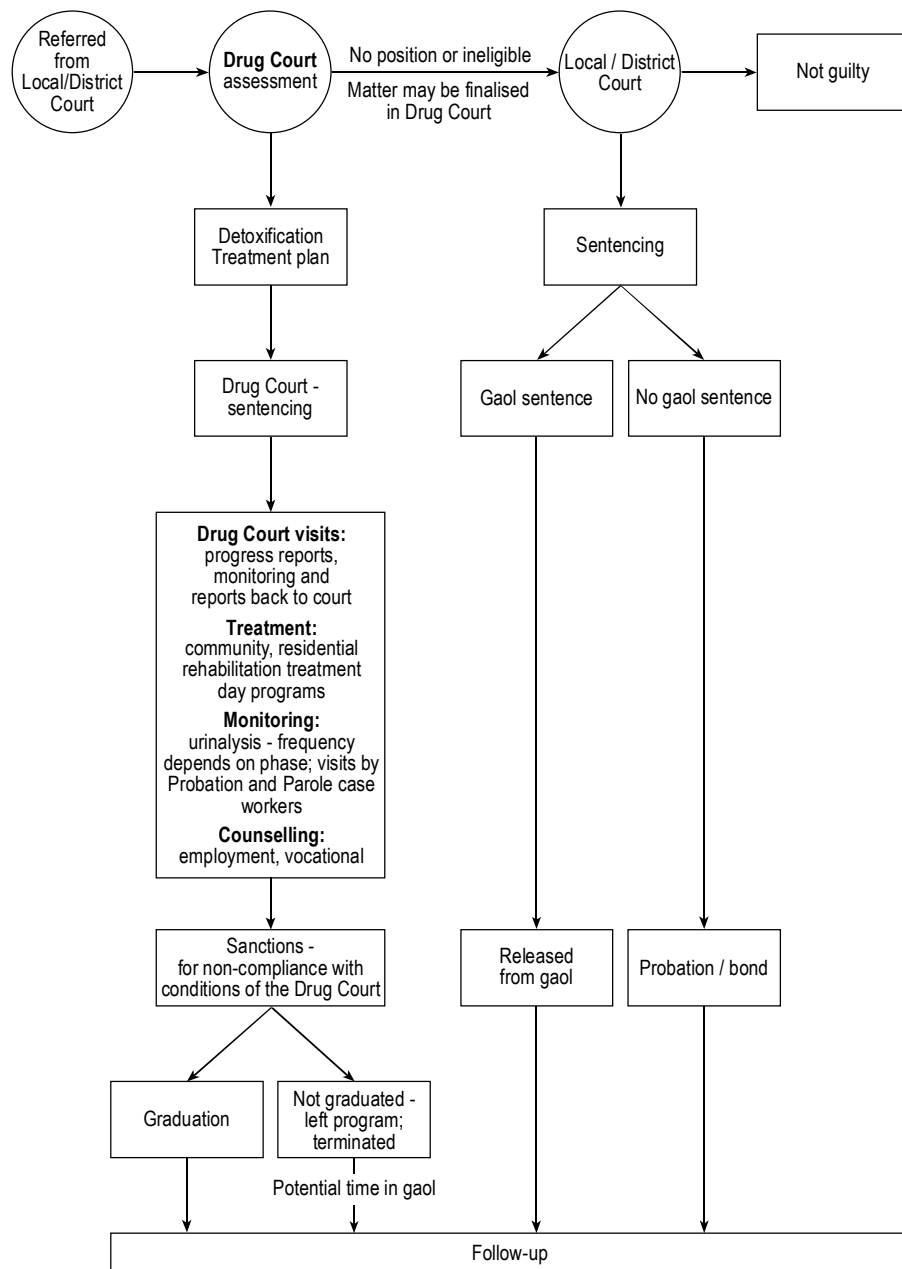 Referred
from
Local/District
Court
Drug Court
assessment
No position or ineligible
Matter may be finalised
in Drug Court
Local / District
Court
Not guilty
Detoxification
Treatment plan
Sentencing
Drug Court -
sentencing
Gaol sentence
No gaol sentence
Drug Court visits:
progress reports,
monitoring and
reports back to court
Treatment:
community, residential
rehabilitation treatment
day programs
Monitoring:
urinalysis - frequency
depends on phase; visits by
Probation and Parole case
workers
Counselling:
employment, vocational
Sanctions -
for non-compliance with
conditions of the Drug Court
Released
from gaol
Probation / bond
Graduation
Not graduated -
left program;
terminated
Potential time in gaol
Follow-up